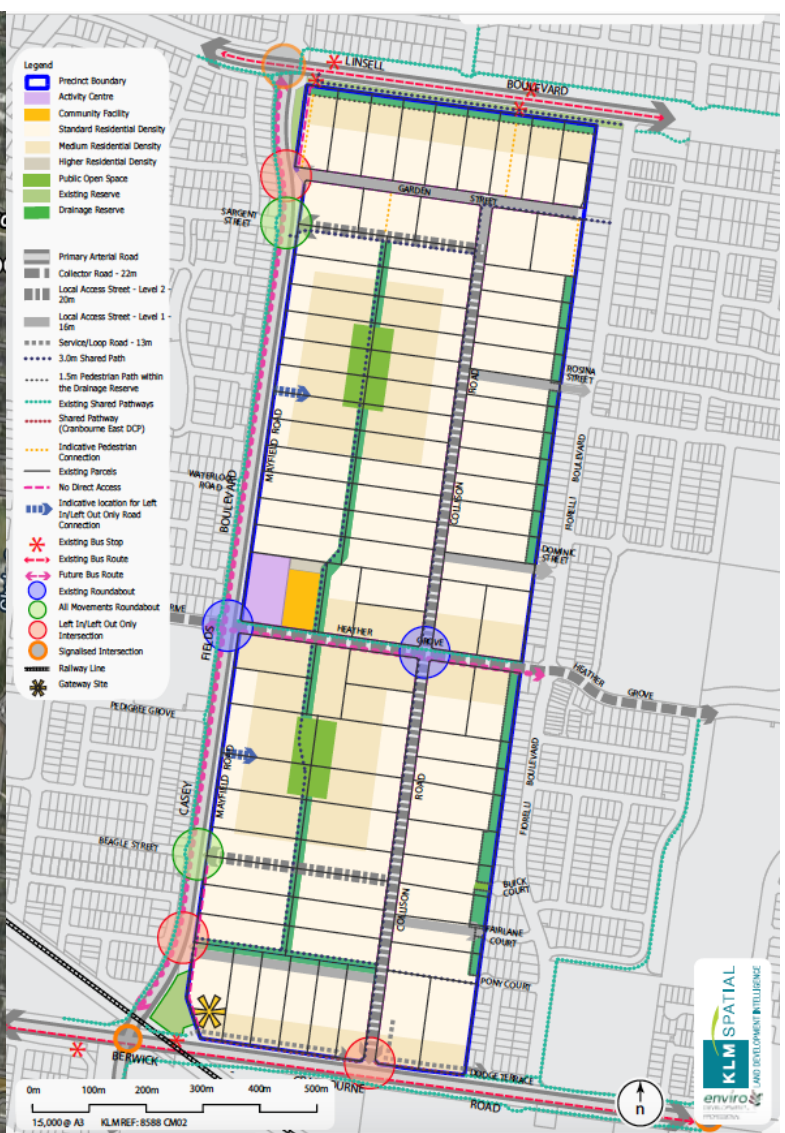 Legend
Precinct Boundary
Activity Centre
Community Facility
Standard Residential Density
Medium Residential Density
Higher Residential Density
Public Open Space
Existing Reserve
Drainage Reserve
Primary Arterial Road
Collector Road - 22m
Local Access Street - Level 2 -
20m
Local Access Street - Level 1 -
16m
Service/Loop Road - 13m
3.0m Shared Path
1.5m Pedestrian Path within
the Drainage Reserve
Existing Shared Pathways
Shared Pathway
(Cranbourne East DCP)
Indicative Pedestrian
Connection
Existing Parcels
No Direct Access
Indicative location for Left
In/Left Out Only Road
Connection
Existing Bus Stop
Existing Bus Route
Future Bus Route
Existing Roundabout
All Movements Roundabout
Left In/Left Out Only
Intersection
Signalised Intersection
Railway Line
Gateway Site
LINSELL
BOULEVARD
GARDEN
STREET
SARGENT
STREET
ROSINA
STREET
ROAD
MAYFIELD ROAD
BOULEVARD
WATERLOO
ROAD
BOULEVARD
COLLISON
FIORELLI
DOMINIC
STREET
RIVE
FIELDS
HEATHER
GROVE
HEATHER
GROVE
PEDIGREE GROVE
MAYFIELD ROAD
BOULEVARD
CASEY
ROAD
FIORELLI
BEAGLE STREET
BUICK
COURT
COLLISON
FAIRLANE
COURT
PONY COURT
BERWICK
DODGE TERRACE
OURNE
ROAD
0m 100m 200m 300m 400m 500m
1:5,000 @ A3 KLM REF: 8588 CM02
n
KLM SPATIAL
LAND DEVELOPMENT INTELLIGENCE
enviro